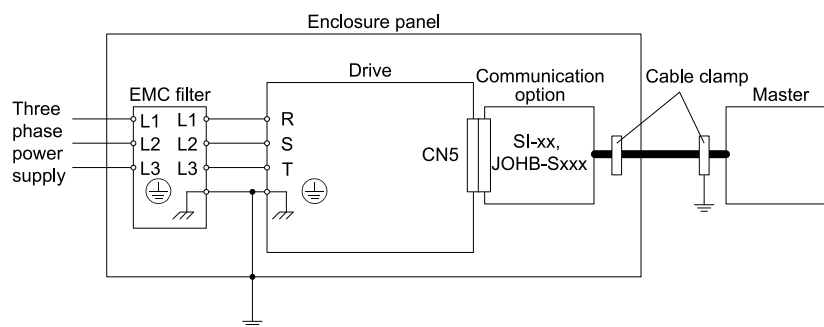 Enclosure panel
Drive
Communication
option
Cable clamp
Master
EMC filter
Three
phase
power
supply
L1 L1 R
L2 L2 S
L3 L3 T
CN5
SI-xx,
JOHB-Sxxx